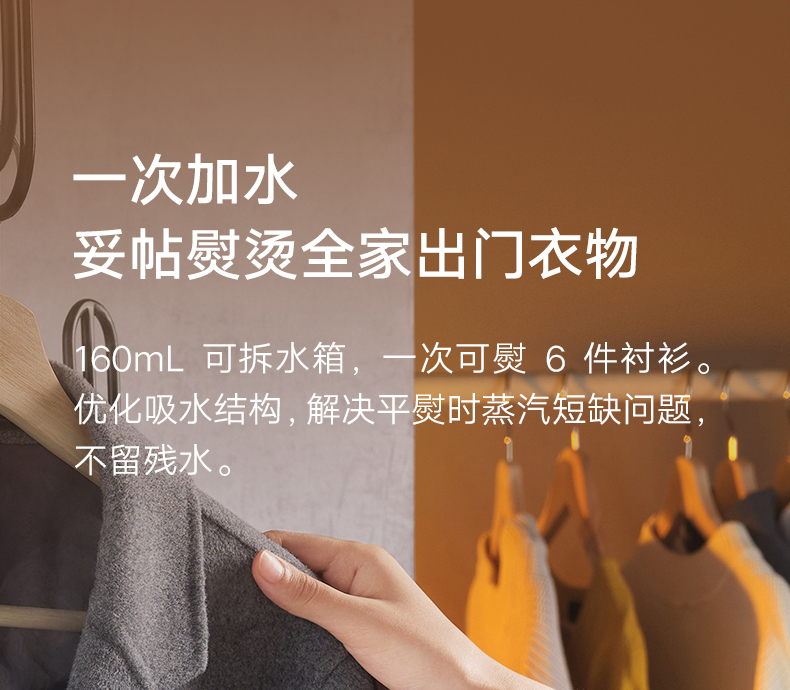 一次加水
妥帖熨烫全家出门衣物
160mL 可拆水箱，一次可熨 6 件衬衫。
优化吸水结构，解决平熨时蒸汽短缺问题，
不留残水。